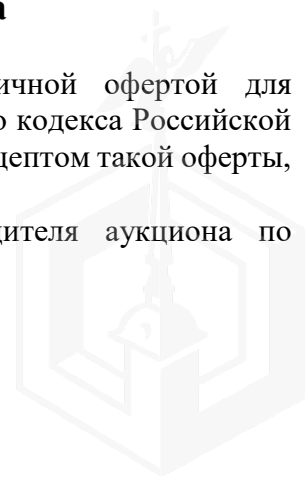 а
ичной офертой для
о кодекса Российской
цептом такой оферты,
дителя аукциона по